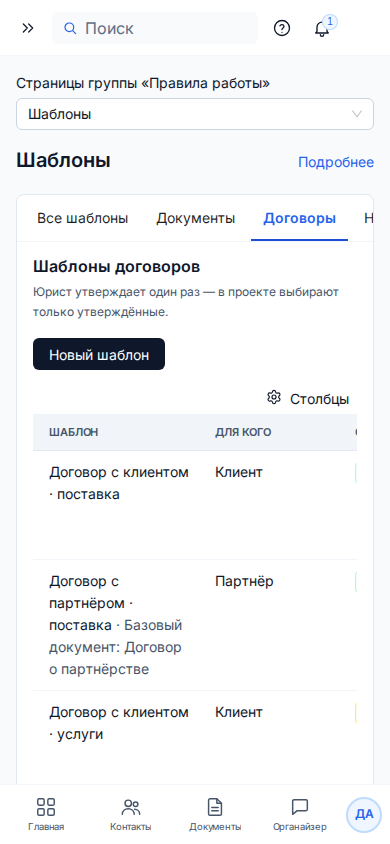 Поиск
1
Страницы группы «Правила работы»
Шаблоны
Шаблоны
Подробнее
Все шаблоны Документы Договоры Н
Шаблоны договоров
Юрист утверждает один раз — в проекте выбирают
только утверждённые.
Новый шаблон
Столбцы
ШАБЛОН ДЛЯ КОГО
Договор с клиентом Клиент
· поставка
Договор с Партнёр
партнёром ·
поставка · Базовый
документ: Договор
о партнёрстве
Договор с клиентом Клиент
· услуги
Главная Контакты Документы Органайзер ДА